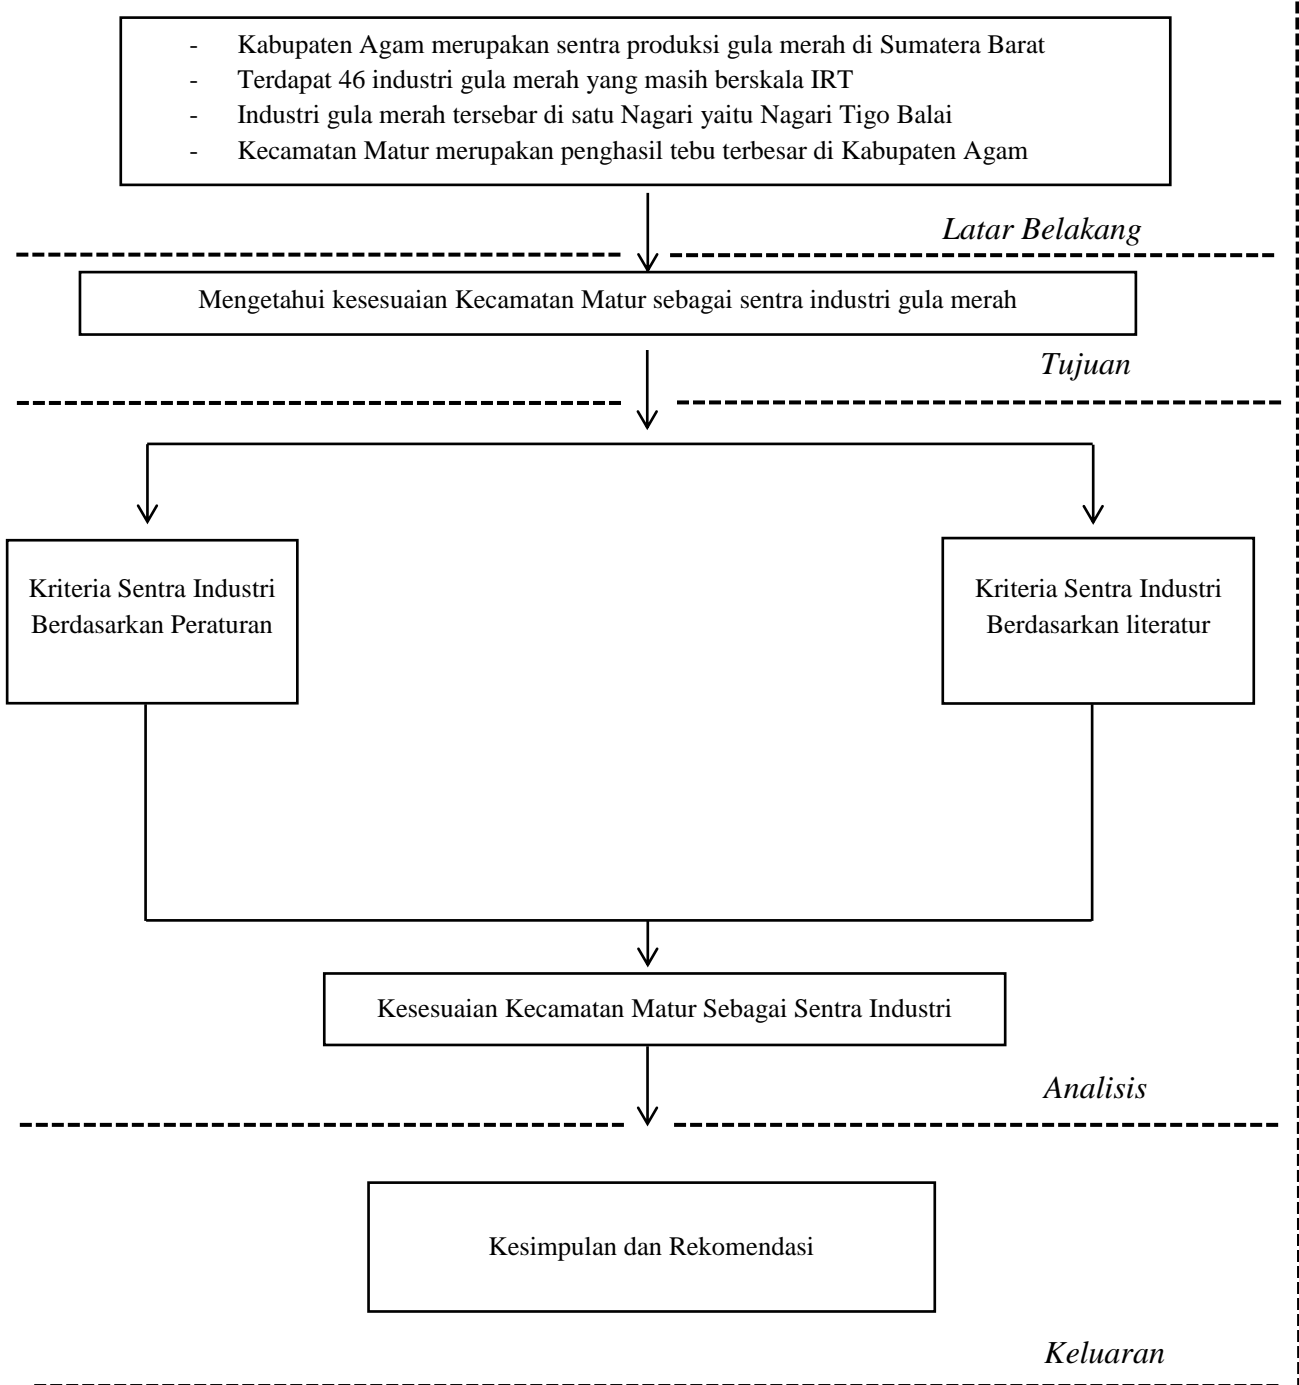 - Kabupaten Agam merupakan sentra produksi gula merah di Sumatera Barat
- Terdapat 46 industri gula merah yang masih berskala IRT
- Industri gula merah tersebar di satu Nagari yaitu Nagari Tigo Balai
- Kecamatan Matur merupakan penghasil tebu terbesar di Kabupaten Agam
Latar Belakang
Mengetahui kesesuaian Kecamatan Matur sebagai sentra industri gula merah
Tujuan
Kriteria Sentra Industri
Berdasarkan Peraturan
Kriteria Sentra Industri
Berdasarkan literatur
Kesesuaian Kecamatan Matur Sebagai Sentra Industri
Analisis
Kesimpulan dan Rekomendasi
Keluaran